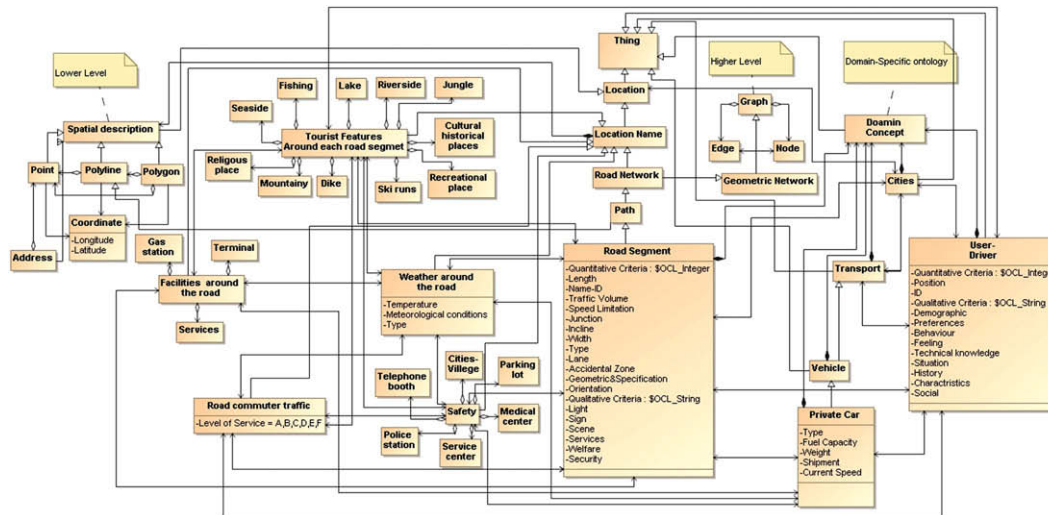 Thing
Lower Level
Higher Level
Domain-Specific ontology
Location
Fishing
Lake
Riverside
Jungle
Seaside
Graph
Spatial description
Tourist Features
Around each road segmet
Cultural
historical
places
Location Name
Doamin
Concept
Edge
Node
Point
Polyline
Polygon
Religous
place
Mountainy
Dike
Ski runs
Recreational
place
Road Network
Geometric Network
Cities
Coordinate
-Longitude
-Latitude
Path
Address
Gas
station
Terminal
Facilities around
the road
Services
Weather around
the road
-Temperature
-Meteorological conditions
-Type
Road Segment
-Quantitative Criteria : $OCL_Integer
-Length
-Name-ID
-Traffic Volume
-Speed Limitation
-Junction
-Incline
-Width
-Type
-Lane
-Accidental Zone
-Geometric&Specification
-Orientation
-Qualitative Criteria : $OCL_String
-Light
-Sign
-Scene
-Services
-Welfare
-Security
Transport
User-
Driver
-Quantitative Criteria : $OCL_Integer
-Position
-ID
-Qualitative Criteria : $OCL_String
-Demographic
-Preferences
-Behaviour
-Feeling
-Technical knowledge
-Situation
-History
-Charactristics
-Social
Vehicle
Private Car
-Type
-Fuel Capacity
-Weight
-Shipment
-Current Speed
Road commuter traffic
-Level of Service = A,B,C,D,E,F
Telephone
booth
Cities-
Villege
Parking
lot
Safety
Medical
center
Police
station
Service
center